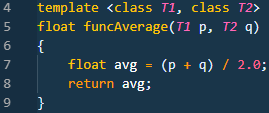 4 template <class T1, class T2>
5 float funcAverage(T1 p, T2 q)
6 {
7 float avg = (p + q) / 2.0;
8 return avg;
9 }